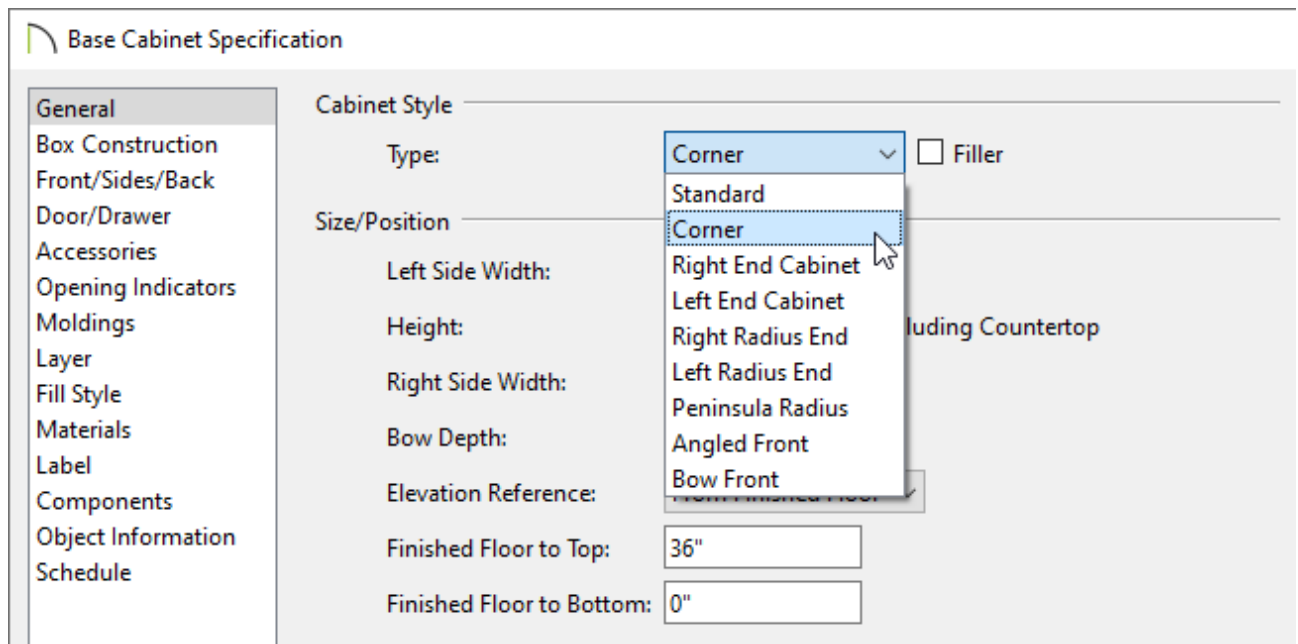 Base Cabinet Specification
General
Box Construction
Front/Sides/Back
Door/Drawer
Accessories
Opening Indicators
Moldings
Layer
Fill Style
Materials
Label
Components
Object Information
Schedule
Cabinet Style
Type: Corner Filler
Standard
Corner
Right End Cabinet
Left End Cabinet
Right Radius End
Left Radius End
Peninsula Radius
Angled Front
Bow Front
Size/Position
Left Side Width:
Height: Countertop
Right Side Width:
Bow Depth:
Elevation Reference: From Finished Floor
Finished Floor to Top: 36"
Finished Floor to Bottom: 0"